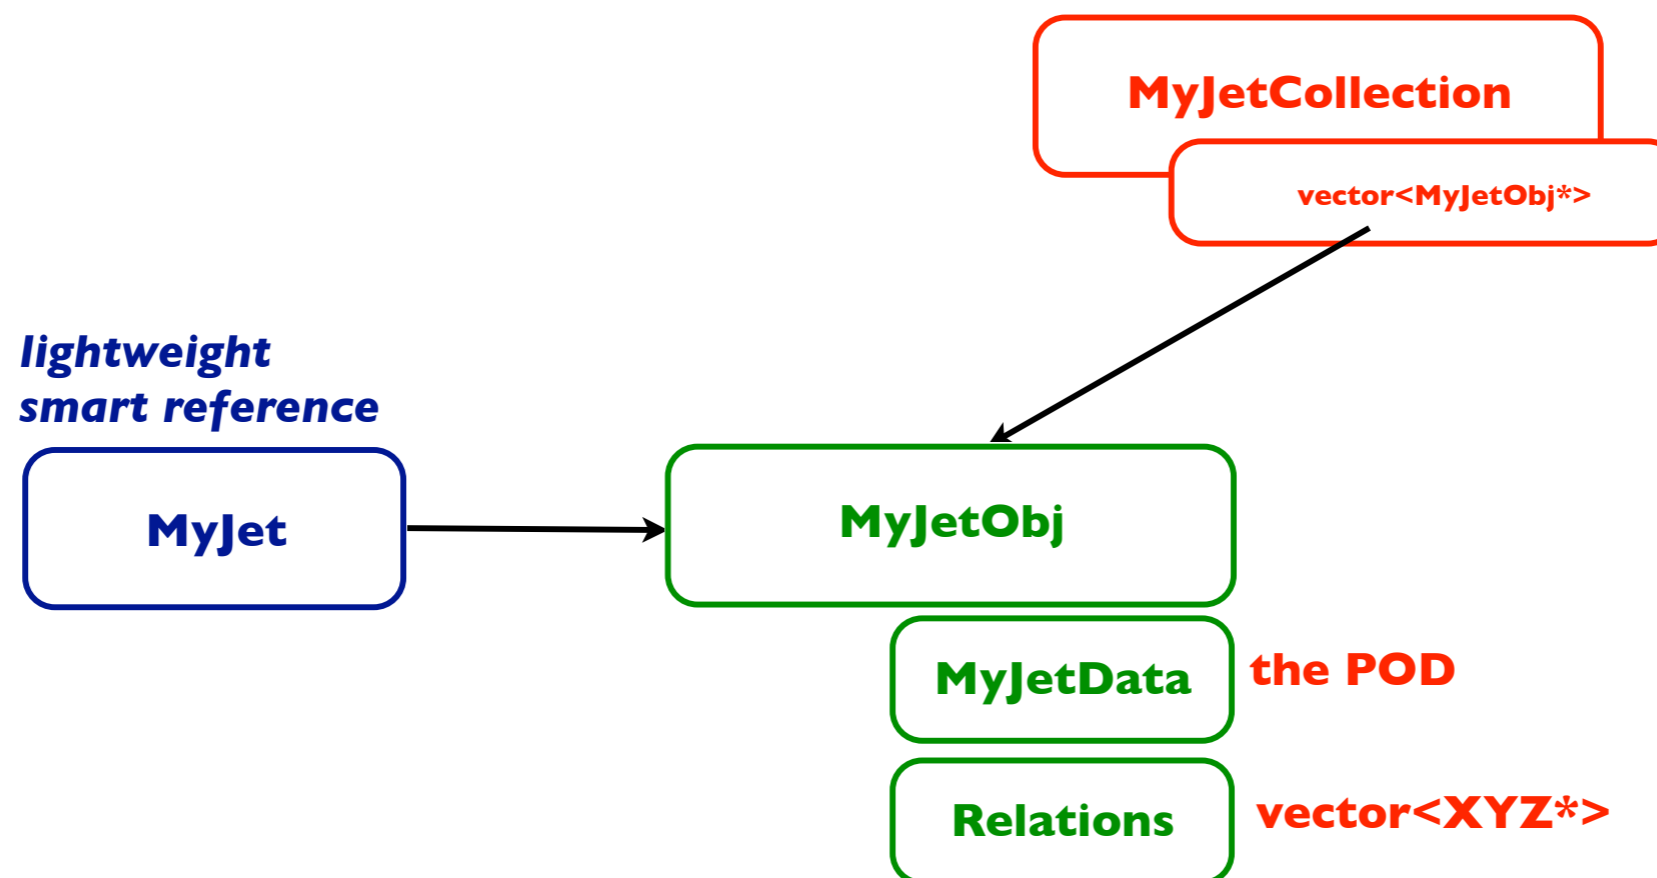 MyJetCollection
vector<MyJetObj*>
lightweight
smart reference
MyJet
MyJetObj
MyJetData
the POD
Relations
vector<XYZ*>